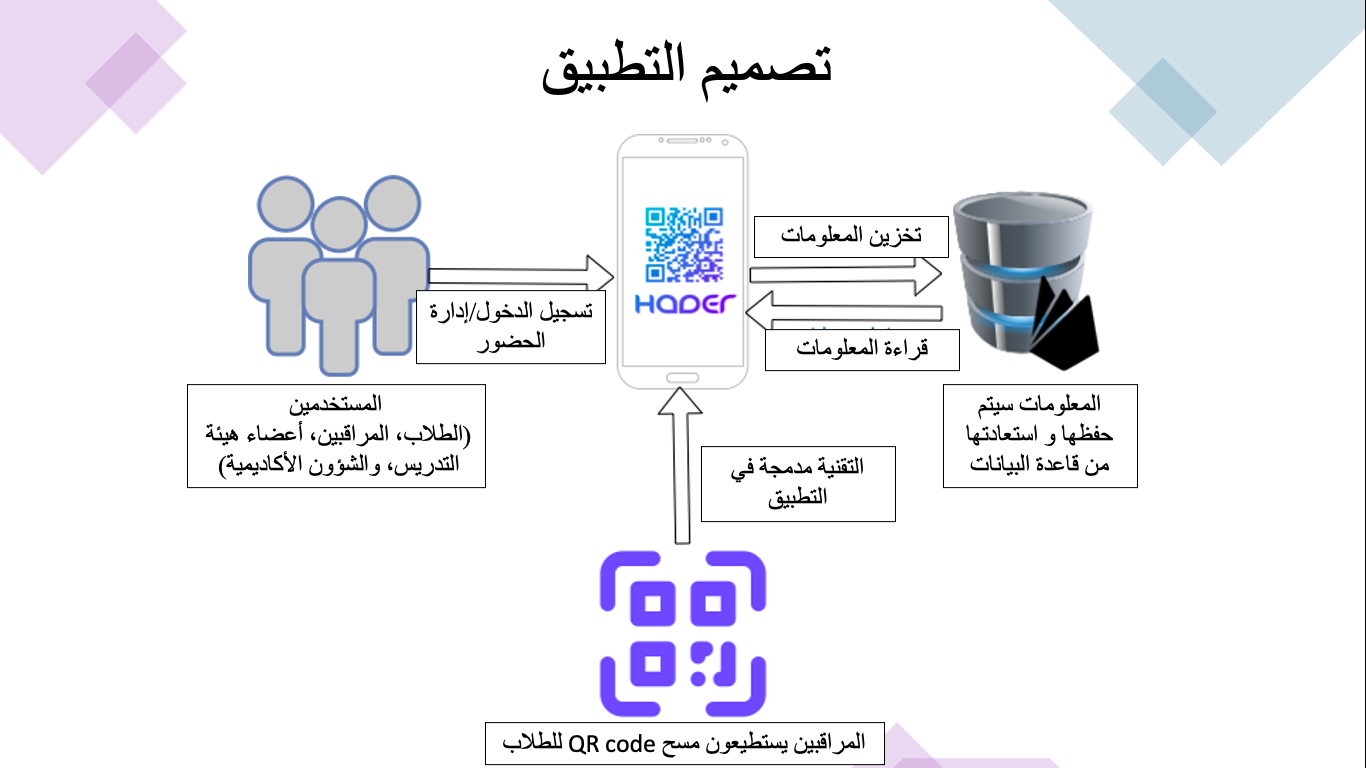 تصميم التطبيق
HADER
تخزين المعلومات
قراءة المعلومات
تسجيل الدخول/إدارة
الحضور
المستخدمين
(الطلاب، المراقبين، أعضاء هيئة
التدريس، والشؤون الأكاديمية)
المعلومات سيتم
حفظها و استعادتها
من قاعدة البيانات
التقنية مدمجة في
التطبيق
المراقبين يستطيعون مسح QR code للطلاب